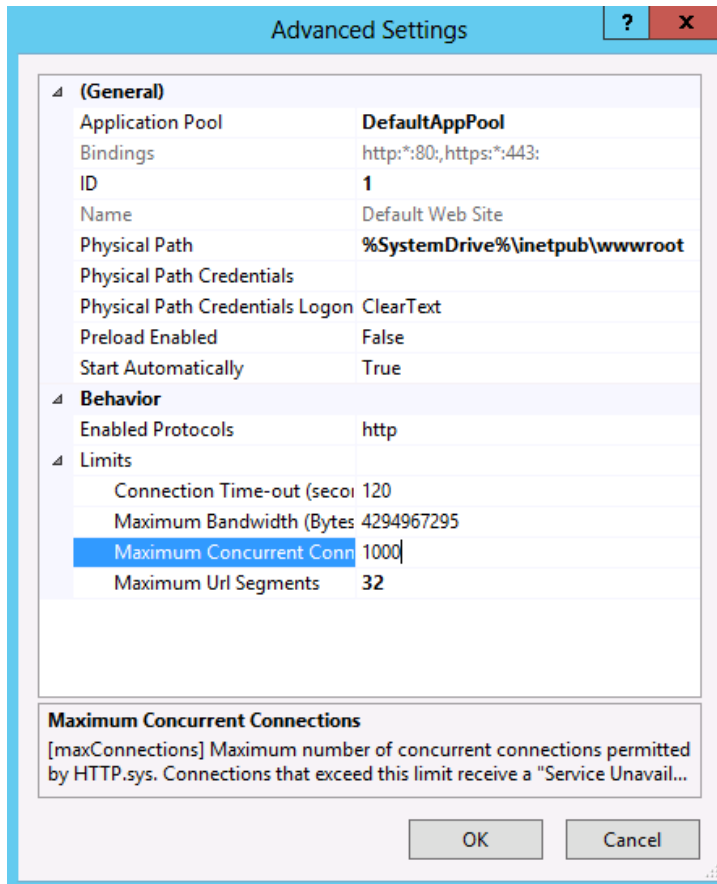 Advanced Settings
?
x
(General)
Application Pool DefaultAppPool
Bindings http:*:80:,https:*:443:
ID 1
Name Default Web Site
Physical Path %SystemDrive%\inetpub\wwwroot
Physical Path Credentials
Physical Path Credentials Logon ClearText
Preload Enabled False
Start Automatically True
Behavior
Enabled Protocols http
Limits
Connection Time-out (secon 120
Maximum Bandwidth (Bytes 4294967295
Maximum Concurrent Conn 1000
Maximum Url Segments 32
Maximum Concurrent Connections
[maxConnections] Maximum number of concurrent connections permitted
by HTTP.sys. Connections that exceed this limit receive a "Service Unavail...
OK Cancel